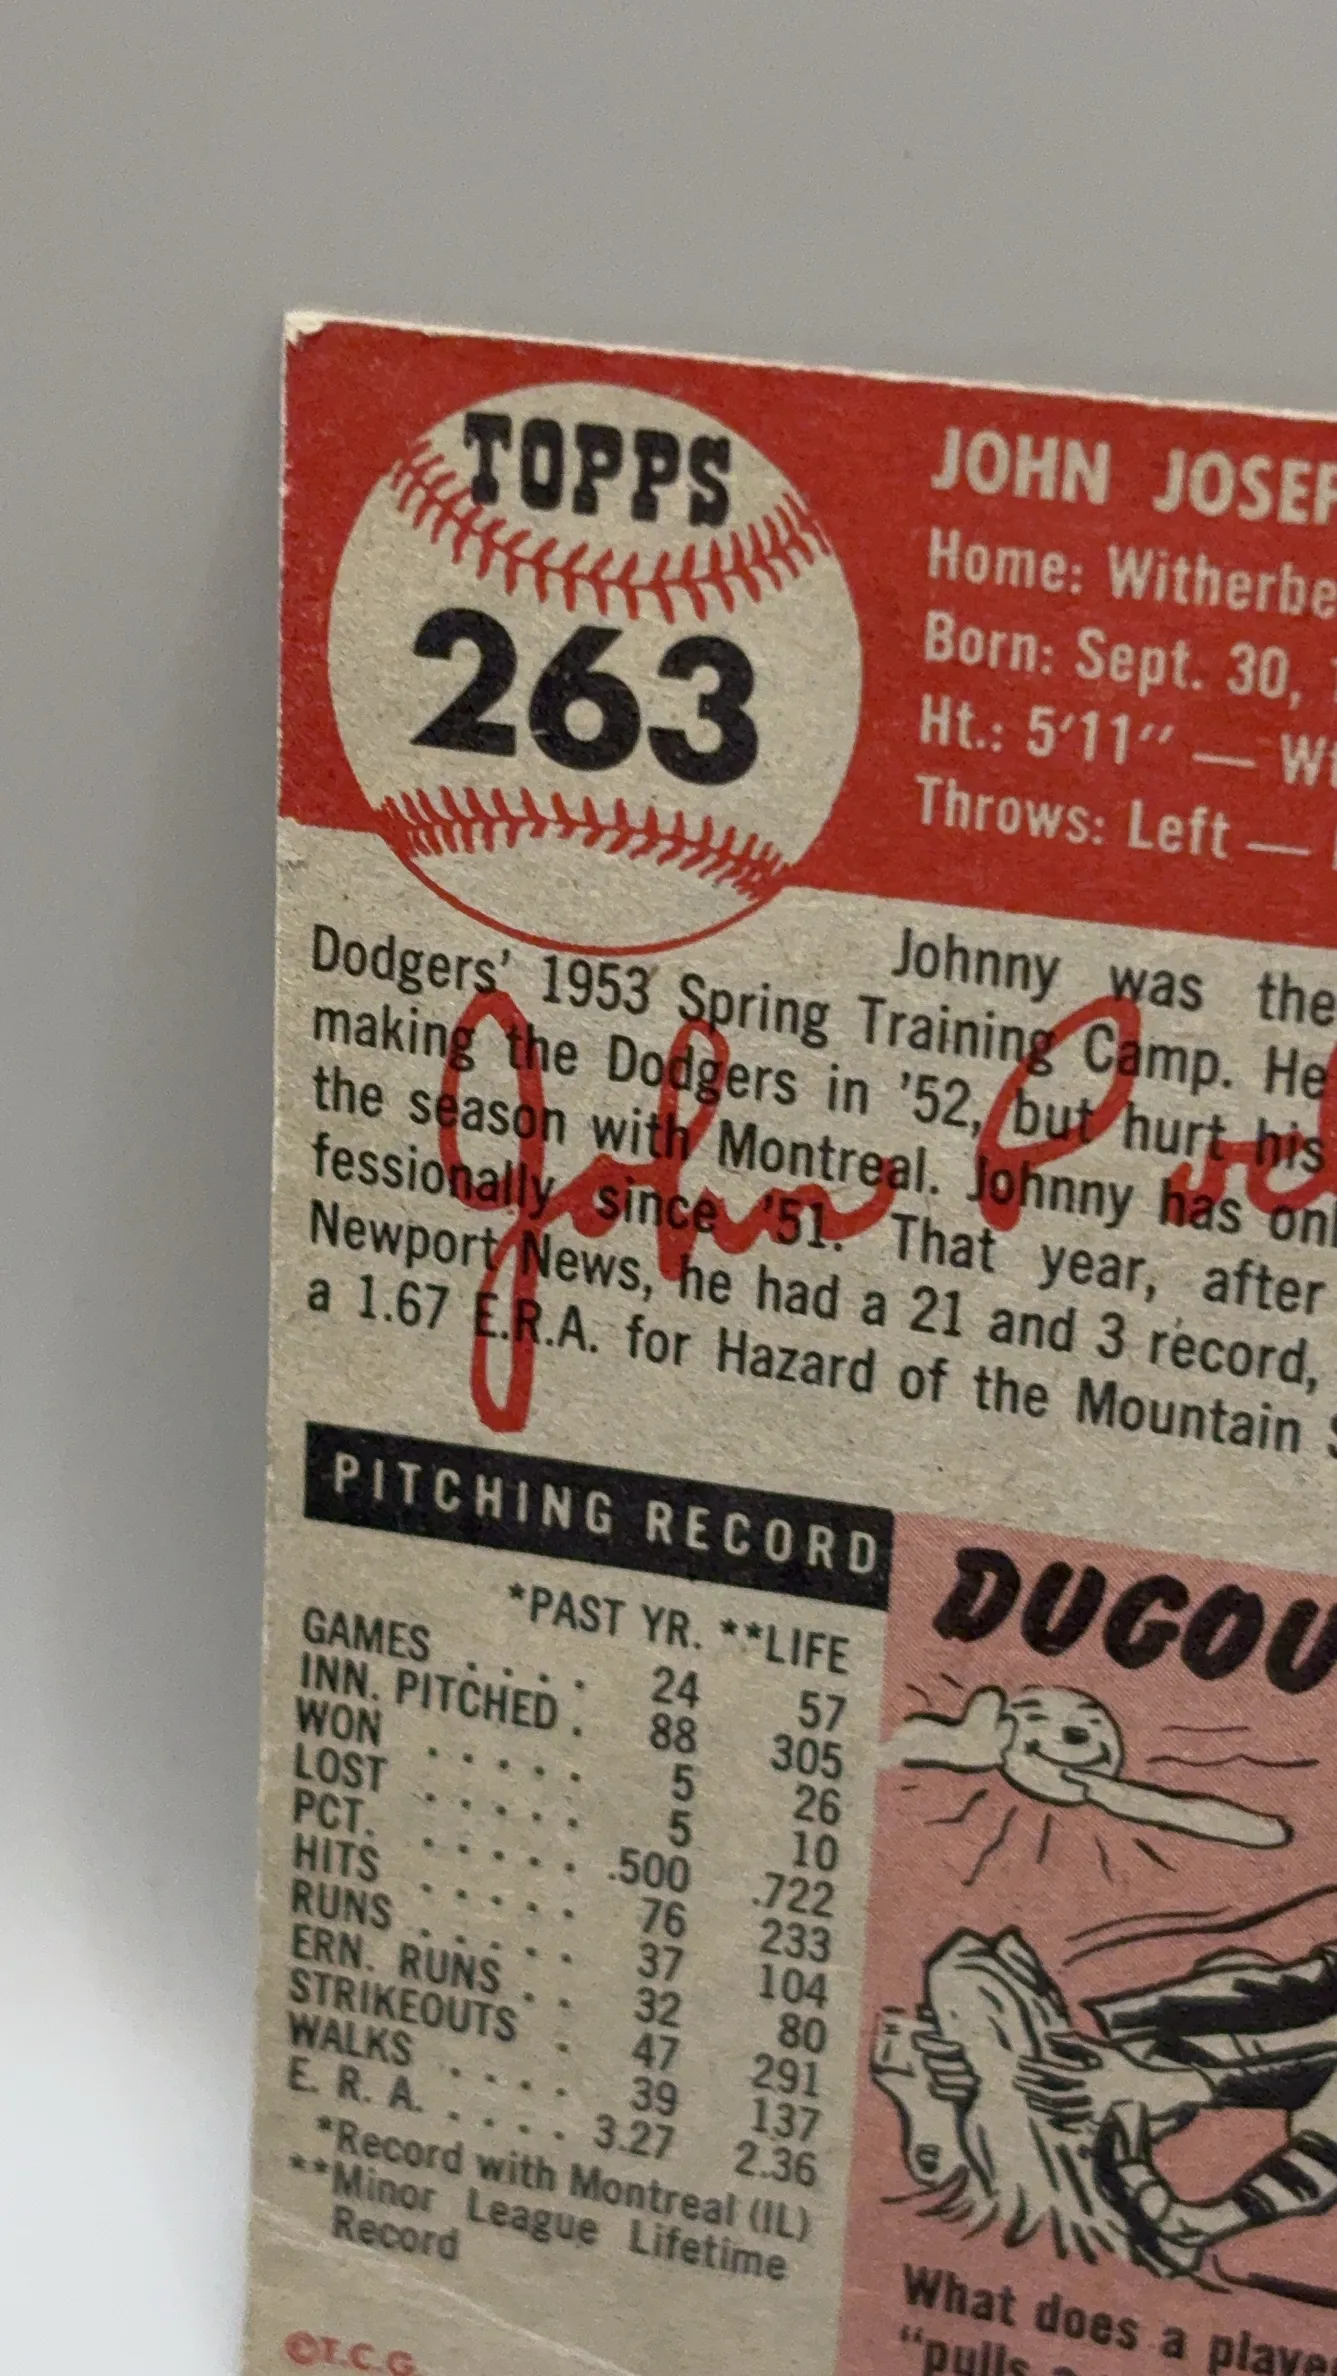 TOPPS
263
JOHN JOSEP
Home: Witherbe
Born: Sept. 30,
Ht.: 5'11" —
Throws: Left —
Johnny was the
Dodgers' 1953 Spring Training Camp. He
making the Dodgers in '52, but hurt his
the season with Montreal. Johnny has onl
fessionally since '51. That year, after
Newport News, he had a 21 and 3 record,
a 1.67 E.R.A. for Hazard of the Mountain S
John Pod
PITCHING RECORD
*PAST YR. **LIFE
GAMES . . . . 24 57
INN. PITCHED . 88 305
WON . . . . . 5 26
LOST . . . . . 5 10
PCT. . . . . . .500 .722
HITS . . . . . 76 233
RUNS . . . . . 37 104
ERN. RUNS . . 32 80
STRIKEOUTS . 47 291
WALKS . . . . 39 137
E. R. A. . . . . 3.27 2.36
*Record with Montreal (IL)
**Minor League Lifetime
Record
©T.C.G.
DUGOU
What does a playe
"pulls a